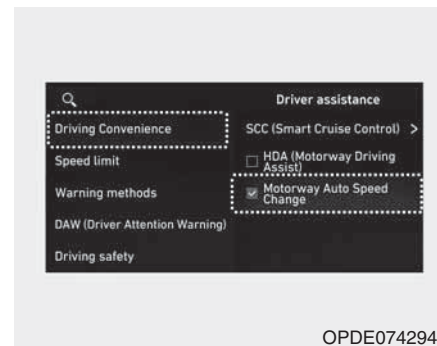 Driver assistance
Driving Convenience
Speed limit
Warning methods
DAW (Driver Attention Warning)
Driving safety
SCC (Smart Cruise Control) >
HDA (Motorway Driving
Assist)
Motorway Auto Speed
Change
OPDE074294